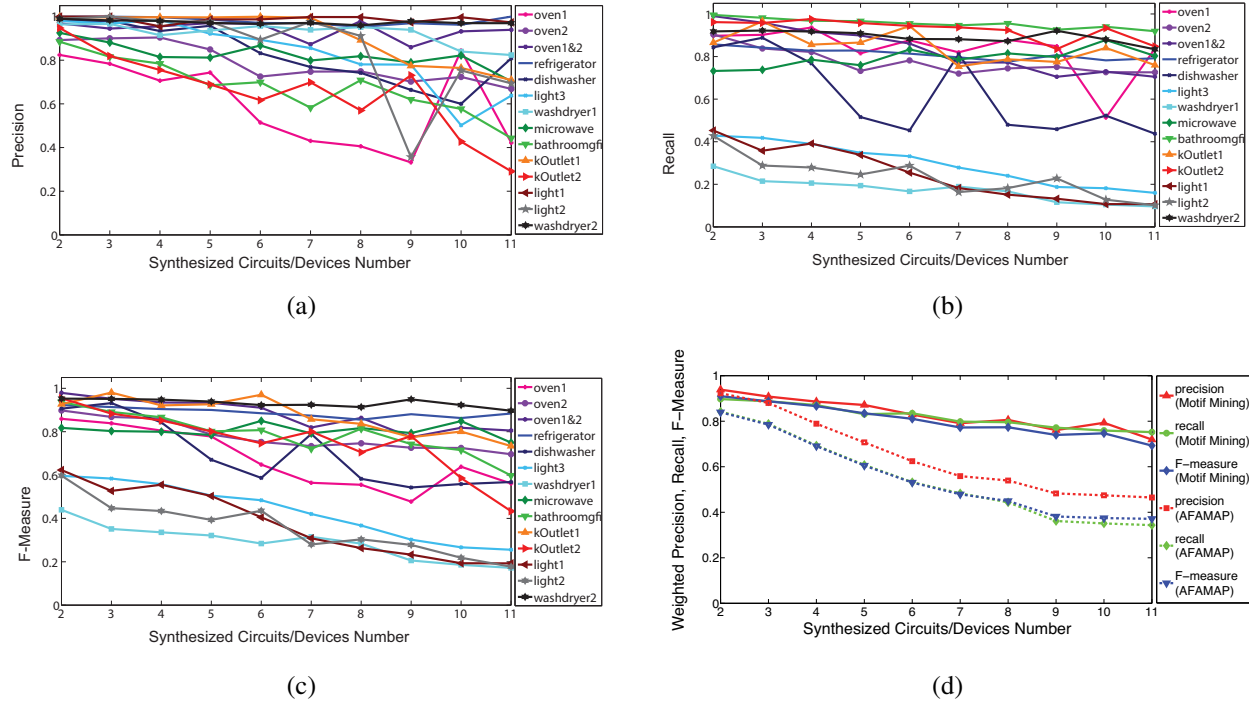 1
0.8
0.6
0.4
0.2
0
Precision
2 3 4 5 6 7 8 9 10 11
Synthesized Circuits/Devices Number
oven1
oven2
oven1&2
refrigerator
dishwasher
light3
washdryer1
microwave
bathroomgfi
kOutlet1
kOutlet2
light1
light2
washdryer2
(a)
1
0.8
0.6
0.4
0.2
0
Recall
2 3 4 5 6 7 8 9 10 11
Synthesized Circuits/Devices Number
oven1
oven2
oven1&2
refrigerator
dishwasher
light3
washdryer1
microwave
bathroomgfi
kOutlet1
kOutlet2
light1
light2
washdryer2
(b)
1
0.8
0.6
0.4
0.2
0
F-Measure
2 3 4 5 6 7 8 9 10 11
Synthesized Circuits/Devices Number
oven1
oven2
oven1&2
refrigerator
dishwasher
light3
washdryer1
microwave
bathroomgfi
kOutlet1
kOutlet2
light1
light2
washdryer2
(c)
1
0.8
0.6
0.4
0.2
0
Weighted Precision, Recall, F−Measure
2 3 4 5 6 7 8 9 10 11
Synthesized Circuits/Devices Number
precision
(Motif Mining)
recall
(Motif Mining)
F−measure
(Motif Mining)
precision
(AFAMAP)
recall
(AFAMAP)
F−measure
(AFAMAP)
(d)